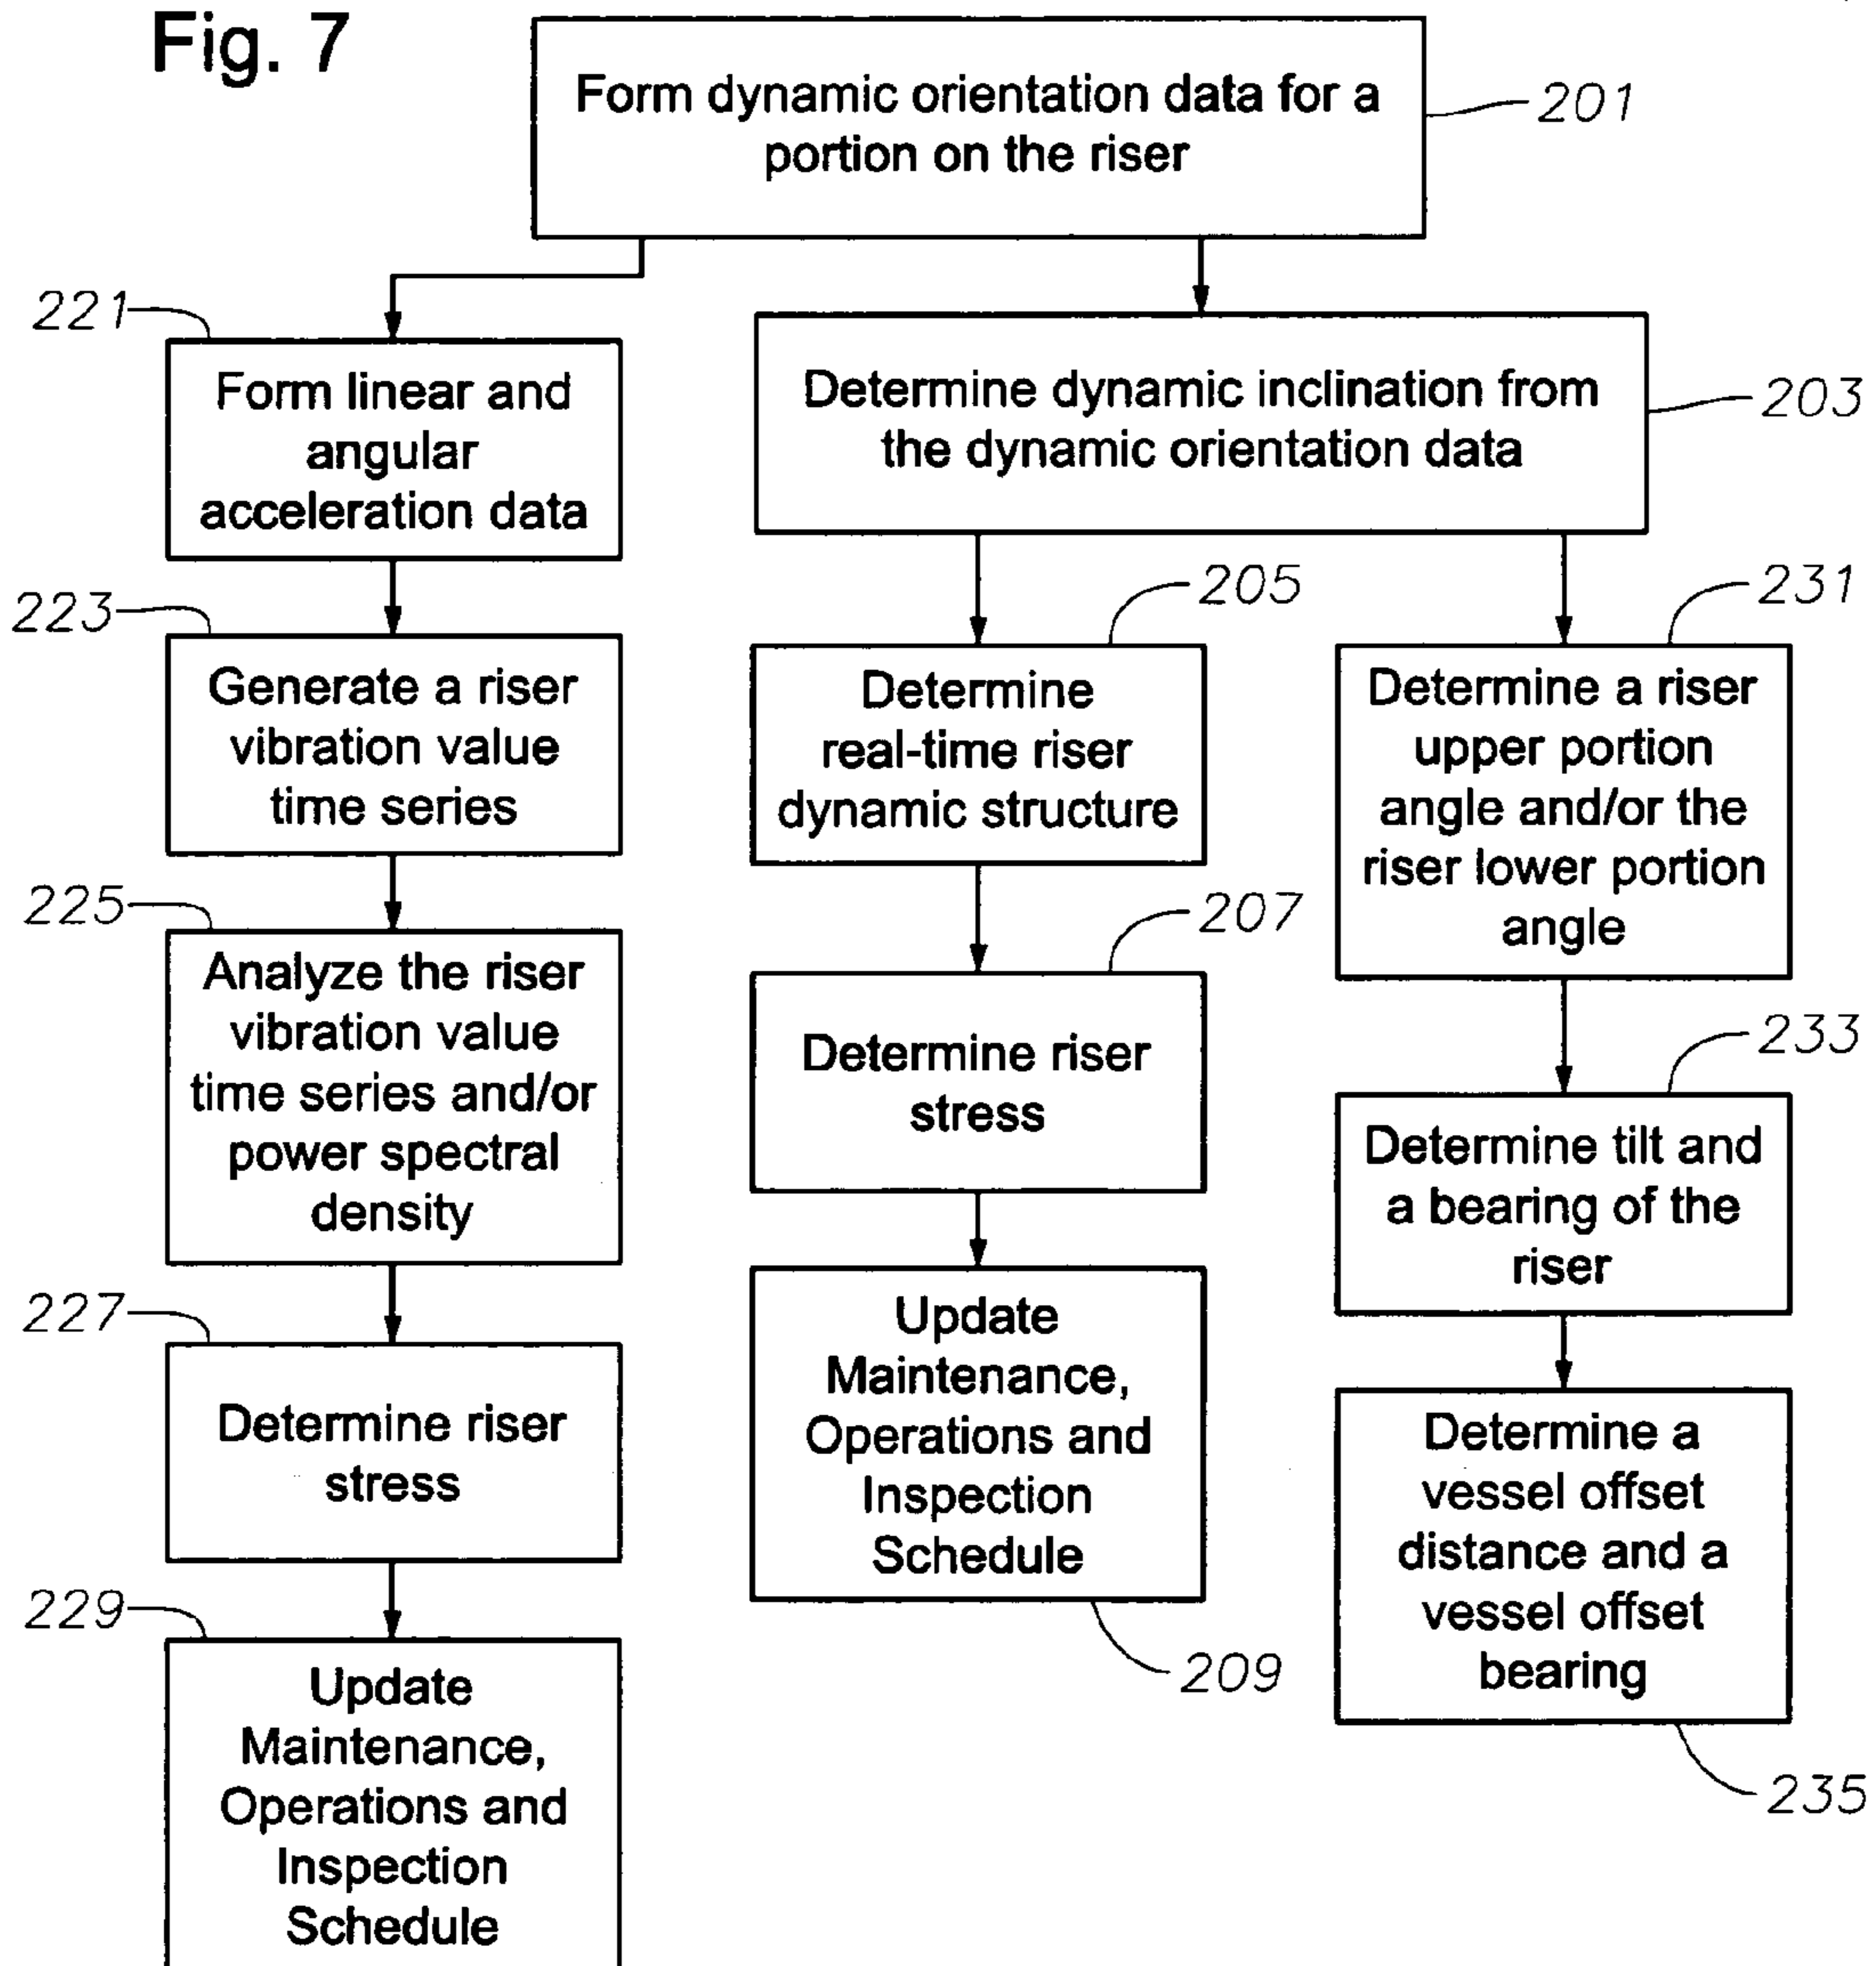 Fig. 7
Form dynamic orientation data for a
portion on the riser
201
221
Form linear and
angular
acceleration data
Determine dynamic inclination from
the dynamic orientation data
203
223
Generate a riser
vibration value
time series
205
Determine
real-time riser
dynamic structure
231
Determine a riser
upper portion
angle and/or the
riser lower portion
angle
225
Analyze the riser
vibration value
time series and/or
power spectral
density
207
Determine riser
stress
233
Determine tilt and
a bearing of the
riser
227
Determine riser
stress
Update
Maintenance,
Operations and
Inspection
Schedule
209
Determine a
vessel offset
distance and a
vessel offset
bearing
235
229
Update
Maintenance,
Operations and
Inspection
Schedule